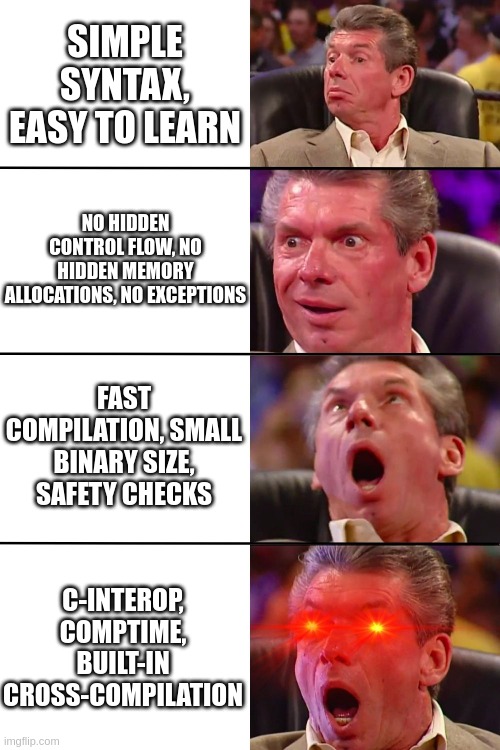 SIMPLE
SYNTAX,
EASY TO LEARN
NO HIDDEN
CONTROL FLOW, NO
HIDDEN MEMORY
ALLOCATIONS, NO EXCEPTIONS
FAST
COMPILATION, SMALL
BINARY SIZE,
SAFETY CHECKS
C-INTEROP,
COMPTIME,
BUILT-IN
CROSS-COMPILATION
imgflip.com